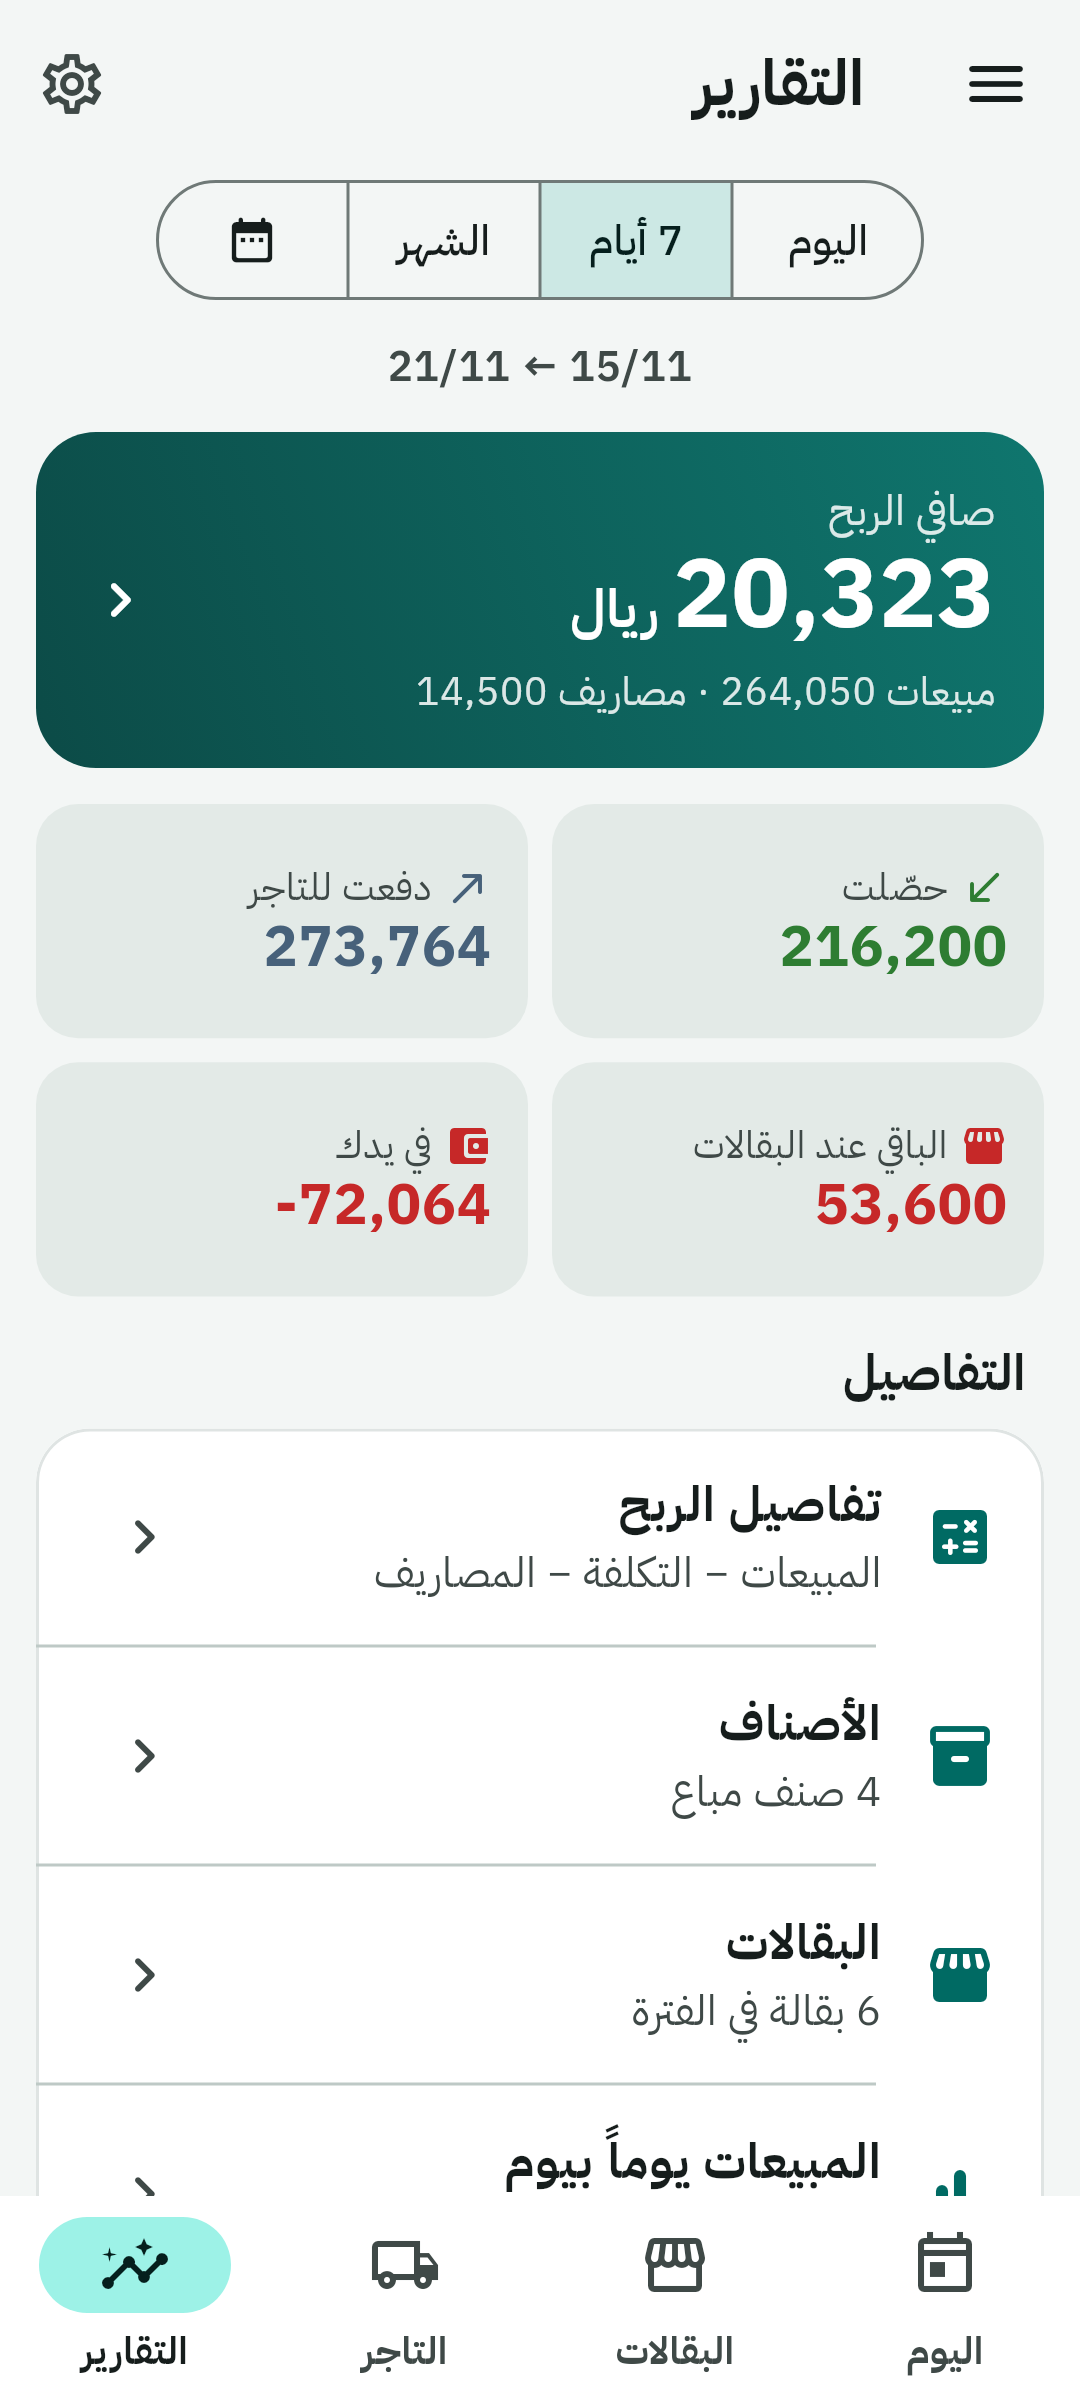 التقارير
اليوم
7 أيام
الشهر
15/11 ← 21/11
صافي الربح
20,323 ريال
مبيعات 264,050 · مصاريف 14,500
حصّلت
216,200
دفعت للتاجر
273,764
الباقي عند البقالات
53,600
في يدك
-72,064
التفاصيل
تفاصيل الربح
المبيعات – التكلفة – المصاريف
الأصناف
4 صنف مباع
البقالات
6 بقالة في الفترة
المبيعات يوماً بيوم
اليوم
البقالات
التاجر
التقارير